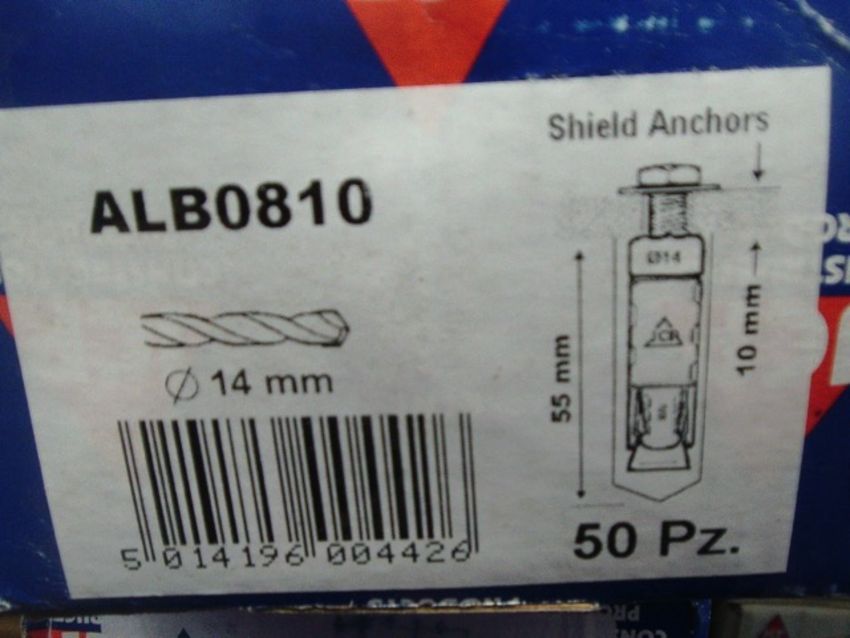 Shield Anchors
ALB0810
Ø14
10 mm
55 mm
Ø 14 mm
5 014196 004426
50 Pz.